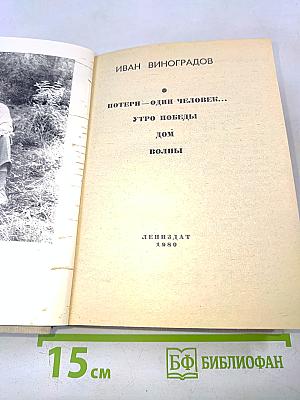 ИВАН ВИНОГРАДОВ
ПОТЕРИ—ОДИН ЧЕЛОВЕК...
УТРО ПОБЕДЫ
ДОМ
ВОЛНЫ
ЛЕНИЗДАТ
1980
15 см
БФ БИБЛИОФАН